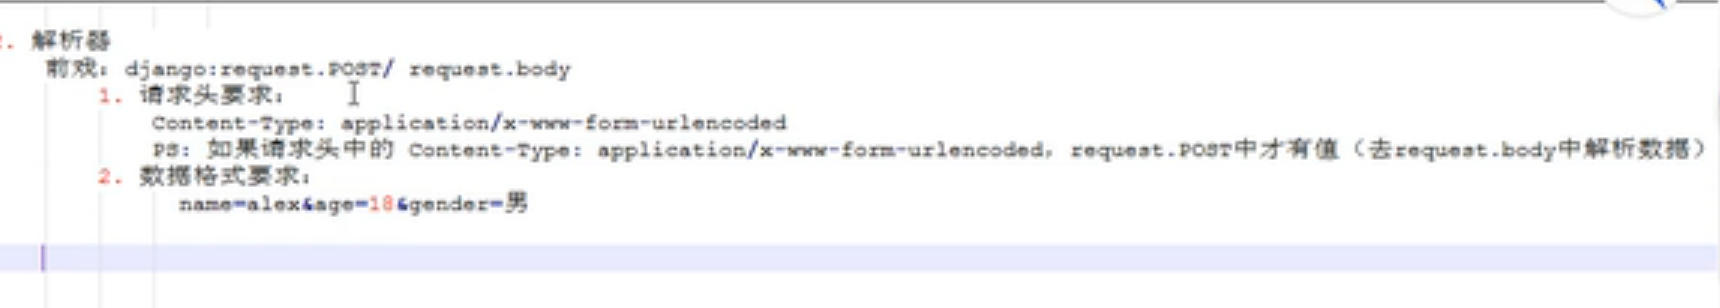 . 解析器
前戏: django:request.POST/ request.body
1. 请求头要求:
Content-Type: application/x-www-form-urlencoded
PS: 如果请求头中的 Content-Type: application/x-www-form-urlencoded, request.POST中才有值（去request.body中解析数据）
2. 数据格式要求:
name=alex&age=18&gender=男